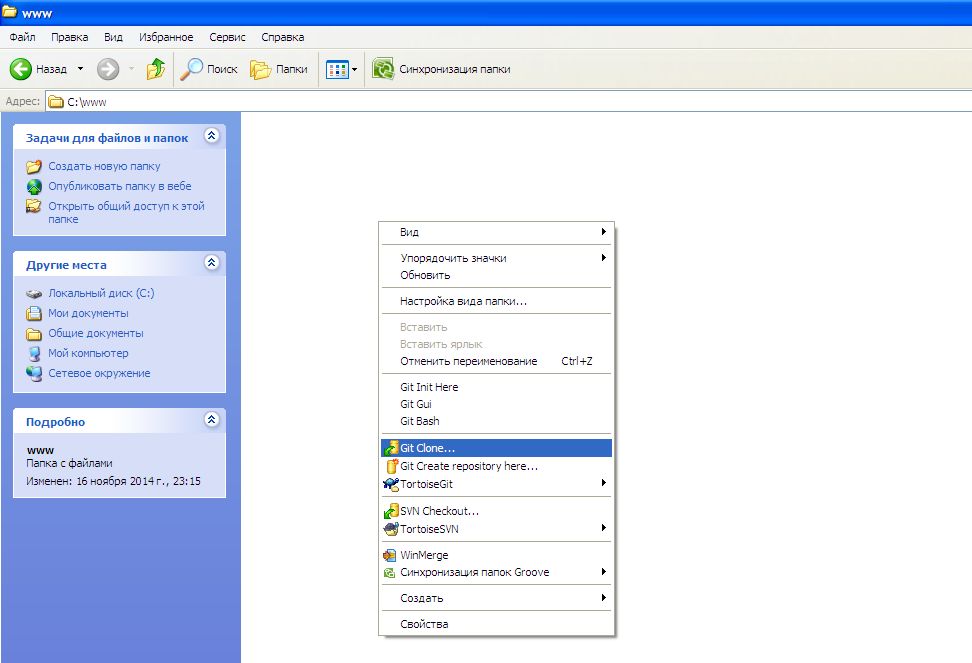 www
Файл Правка Вид Избранное Сервис Справка
Назад Поиск Папки Синхронизация папки
Адрес: C:\www
Задачи для файлов и папок
Создать новую папку
Опубликовать папку в вебе
Открыть общий доступ к этой
папке
Другие места
Локальный диск (C:)
Мои документы
Общие документы
Мой компьютер
Сетевое окружение
Подробно
www
Папка с файлами
Изменен: 16 ноября 2014 г., 23:15
Вид
Упорядочить значки
Обновить
Настройка вида папки...
Вставить
Вставить ярлык
Отменить переименование Ctrl+Z
Git Init Here
Git Gui
Git Bash
Git Clone...
Git Create repository here...
TortoiseGit
SVN Checkout...
TortoiseSVN
WinMerge
Синхронизация папок Groove
Создать
Свойства